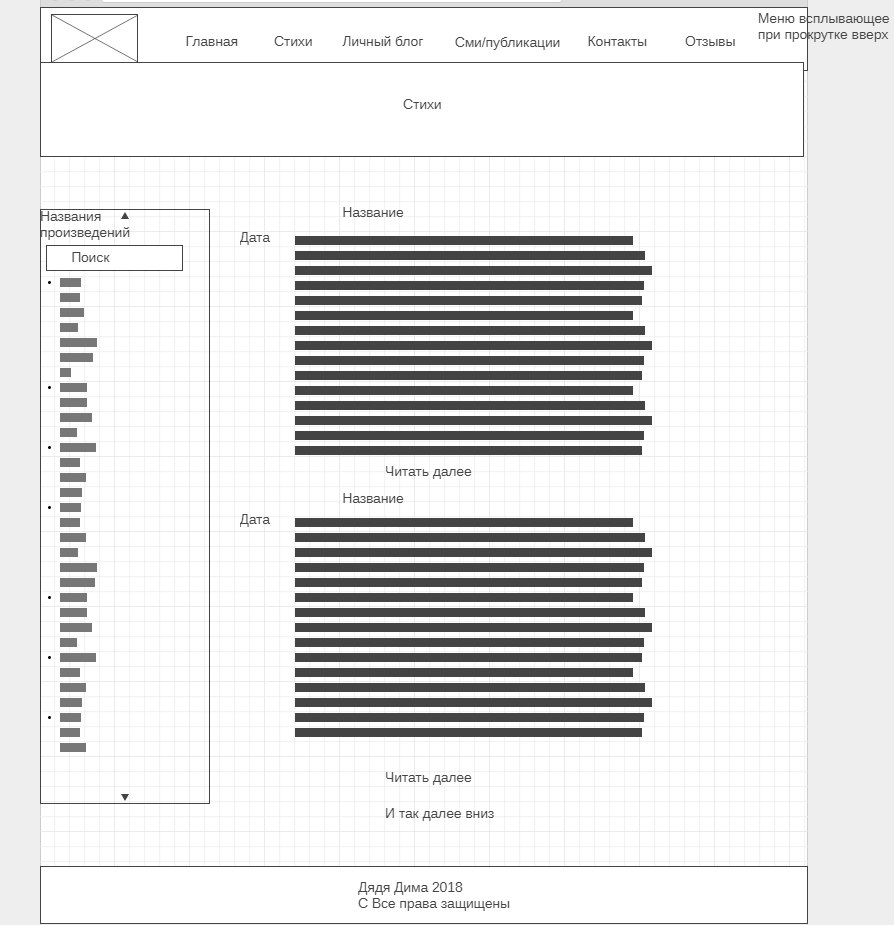 Меню всплывающее
при прокрутке вверх
Главная Стихи Личный блог Сми/публикации Контакты Отзывы
Стихи
Названия
произведений
Поиск
Название
Дата
Читать далее
Название
Дата
Читать далее
И так далее вниз
Дядя Дима 2018
С Все права защищены